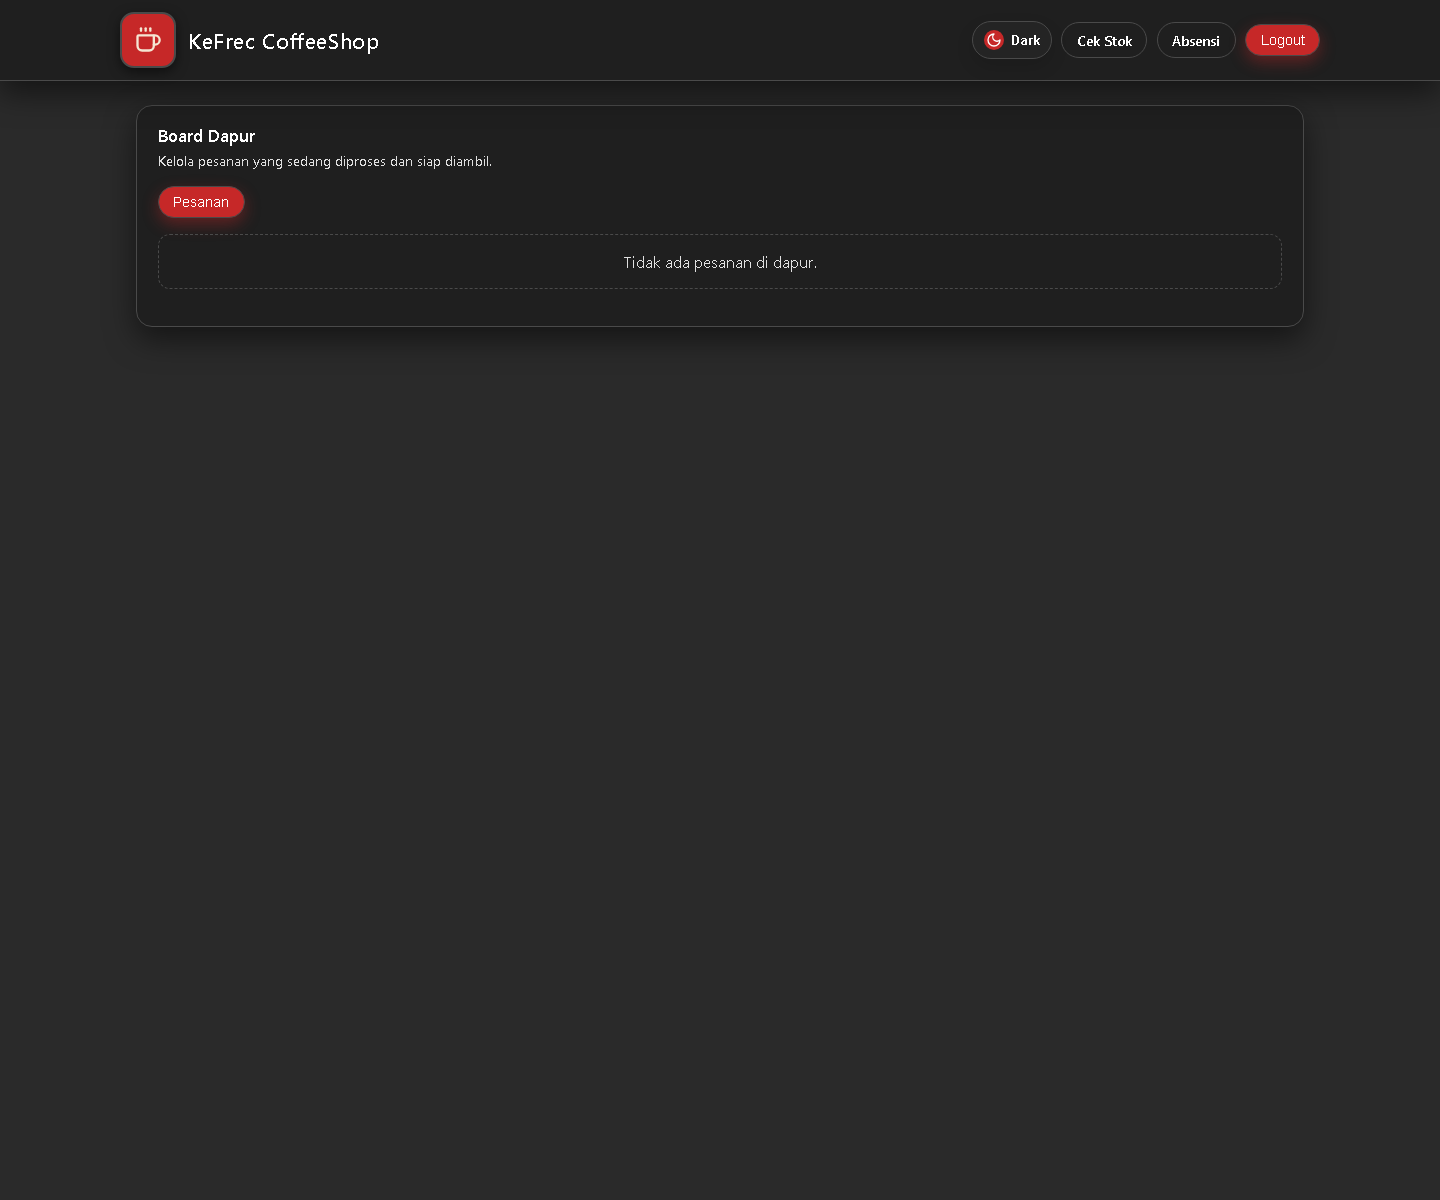 KeFrec CoffeeShop
Dark
Cek Stok
Absensi
Logout
Board Dapur
Kelola pesanan yang sedang diproses dan siap diambil.
Pesanan
Tidak ada pesanan di dapur.